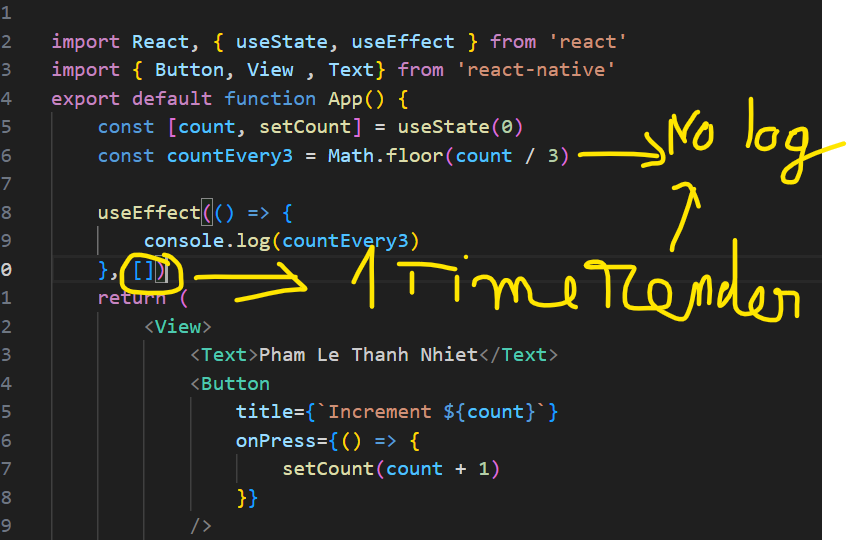 1
2 import React, { useState, useEffect } from 'react'
3 import { Button, View , Text} from 'react-native'
4 export default function App() {
5 const [count, setCount] = useState(0)
6 const countEvery3 = Math.floor(count / 3) No log
7
8 useEffect(() => {
9 console.log(countEvery3)
0 }, []) 1 Time Render
1 return (
2 <View>
3 <Text>Pham Le Thanh Nhiet</Text>
4 <Button
5 title={`Increment ${count}`}
6 onPress={() => {
7 setCount(count + 1)
8 }}
9 />